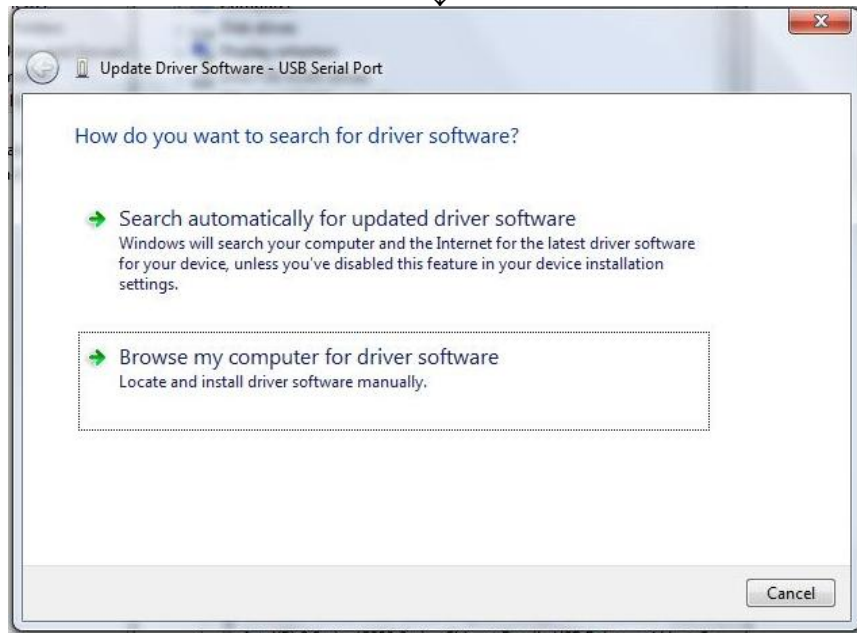 Update Driver Software - USB Serial Port
How do you want to search for driver software?
Search automatically for updated driver software
Windows will search your computer and the Internet for the latest driver software
for your device, unless you've disabled this feature in your device installation
settings.
Browse my computer for driver software
Locate and install driver software manually.
Cancel